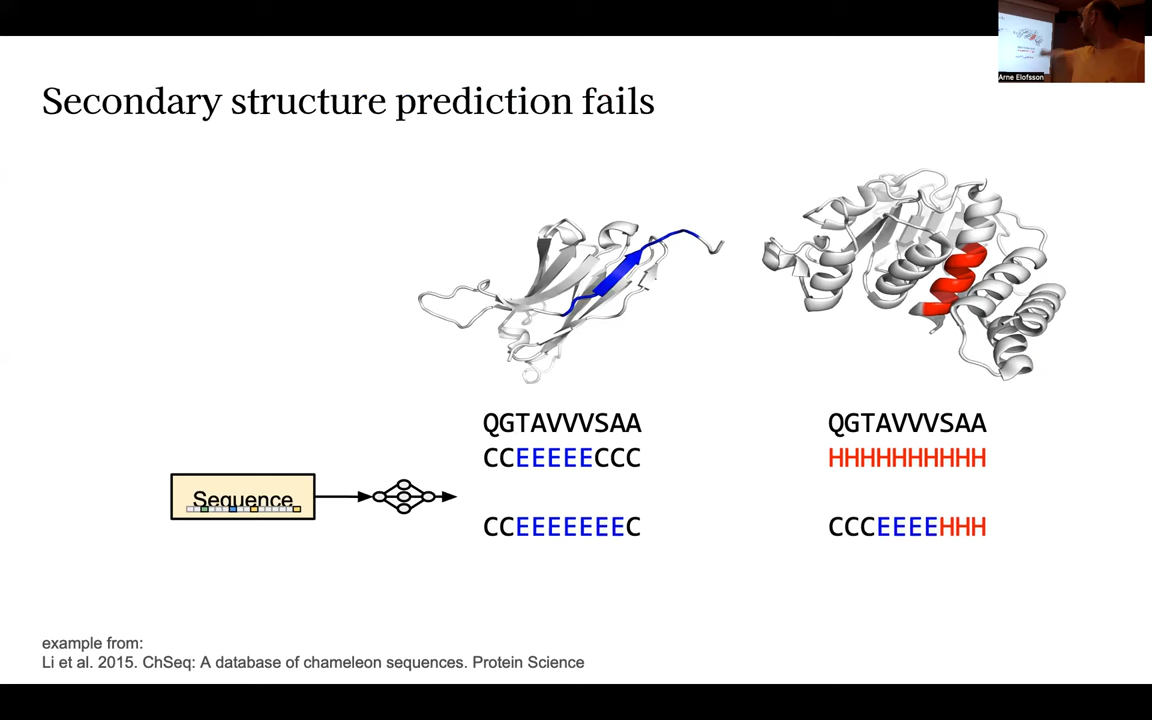 Arne Elofsson
Secondary structure prediction fails
QGTAVVVSAA
QGTAVVVSAA
CCEEEEECCC
HHHHHHHHHH
Sequence
CCEEEEEEEC
CCCEEEEHHH
example from:
Li et al. 2015. ChSeq: A database of chameleon sequences. Protein Science